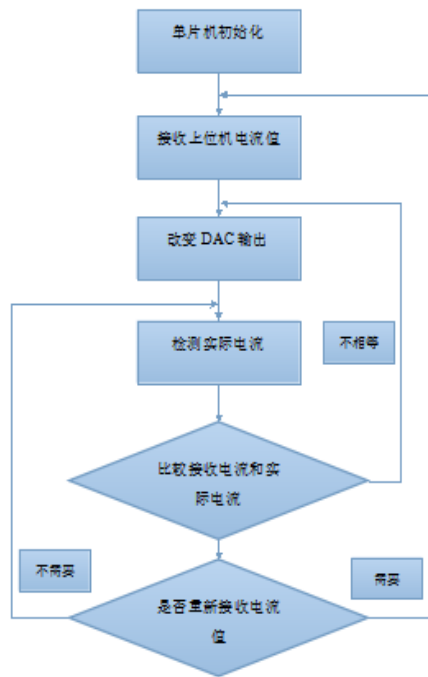 单片机初始化
接收上位机电流值
改变 DAC 输出
检测实际电流
不相等
比较接收电流和实
际电流
不需要
需要
是否重新接收电流
值